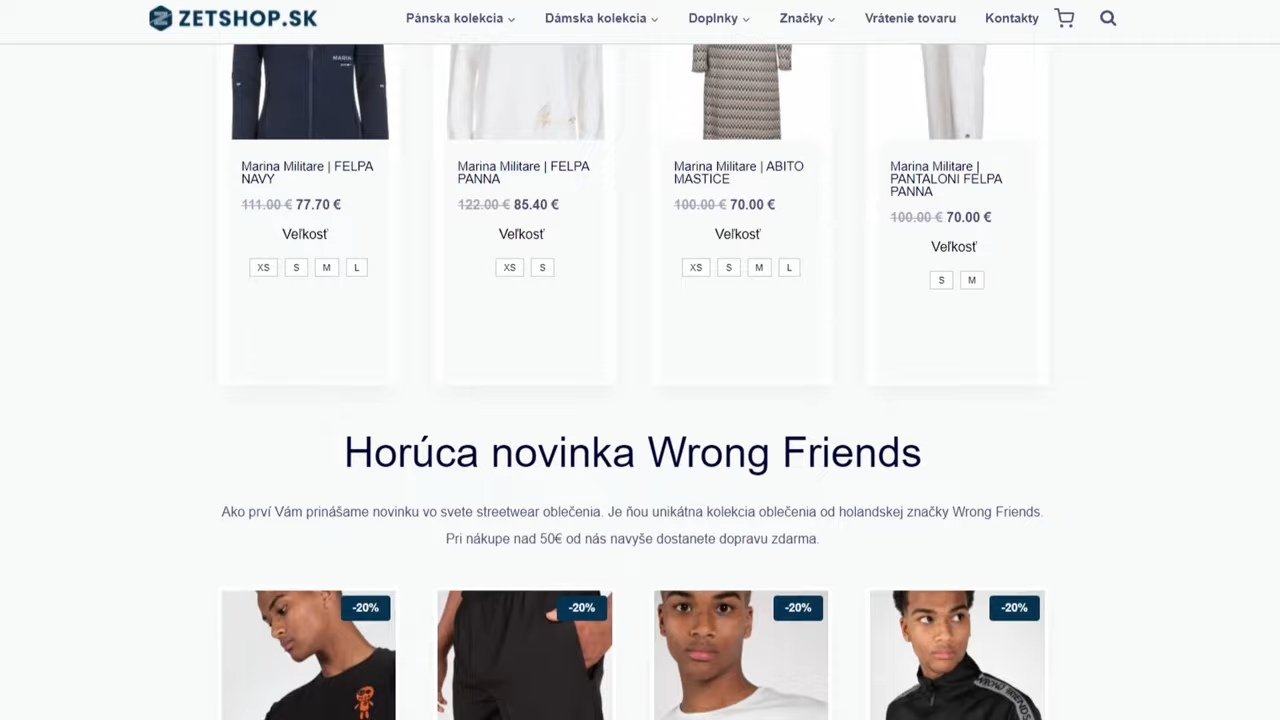 ZETSHOP.SK
Pánska kolekcia
Dámska kolekcia
Doplnky
Značky
Vrátenie tovaru
Kontakty
MARINA
Marina Militare | FELPA
NAVY
111.00 € 77.70 €
Veľkosť
XS S M L
Marina Militare | FELPA
PANNA
122.00 € 85.40 €
Veľkosť
XS S
Marina Militare | ABITO
MASTICE
100.00 € 70.00 €
Veľkosť
XS S M L
Marina Militare |
PANTALONI FELPA
PANNA
100.00 € 70.00 €
Veľkosť
S M
Horúca novinka Wrong Friends
Ako prví Vám prinášame novinku vo svete streetwear oblečenia. Je ňou unikátna kolekcia oblečenia od holandskej značky Wrong Friends.
Pri nákupe nad 50€ od nás navyše dostanete dopravu zdarma.
-20%
-20%
-20%
-20%
WRONG FRIENDS